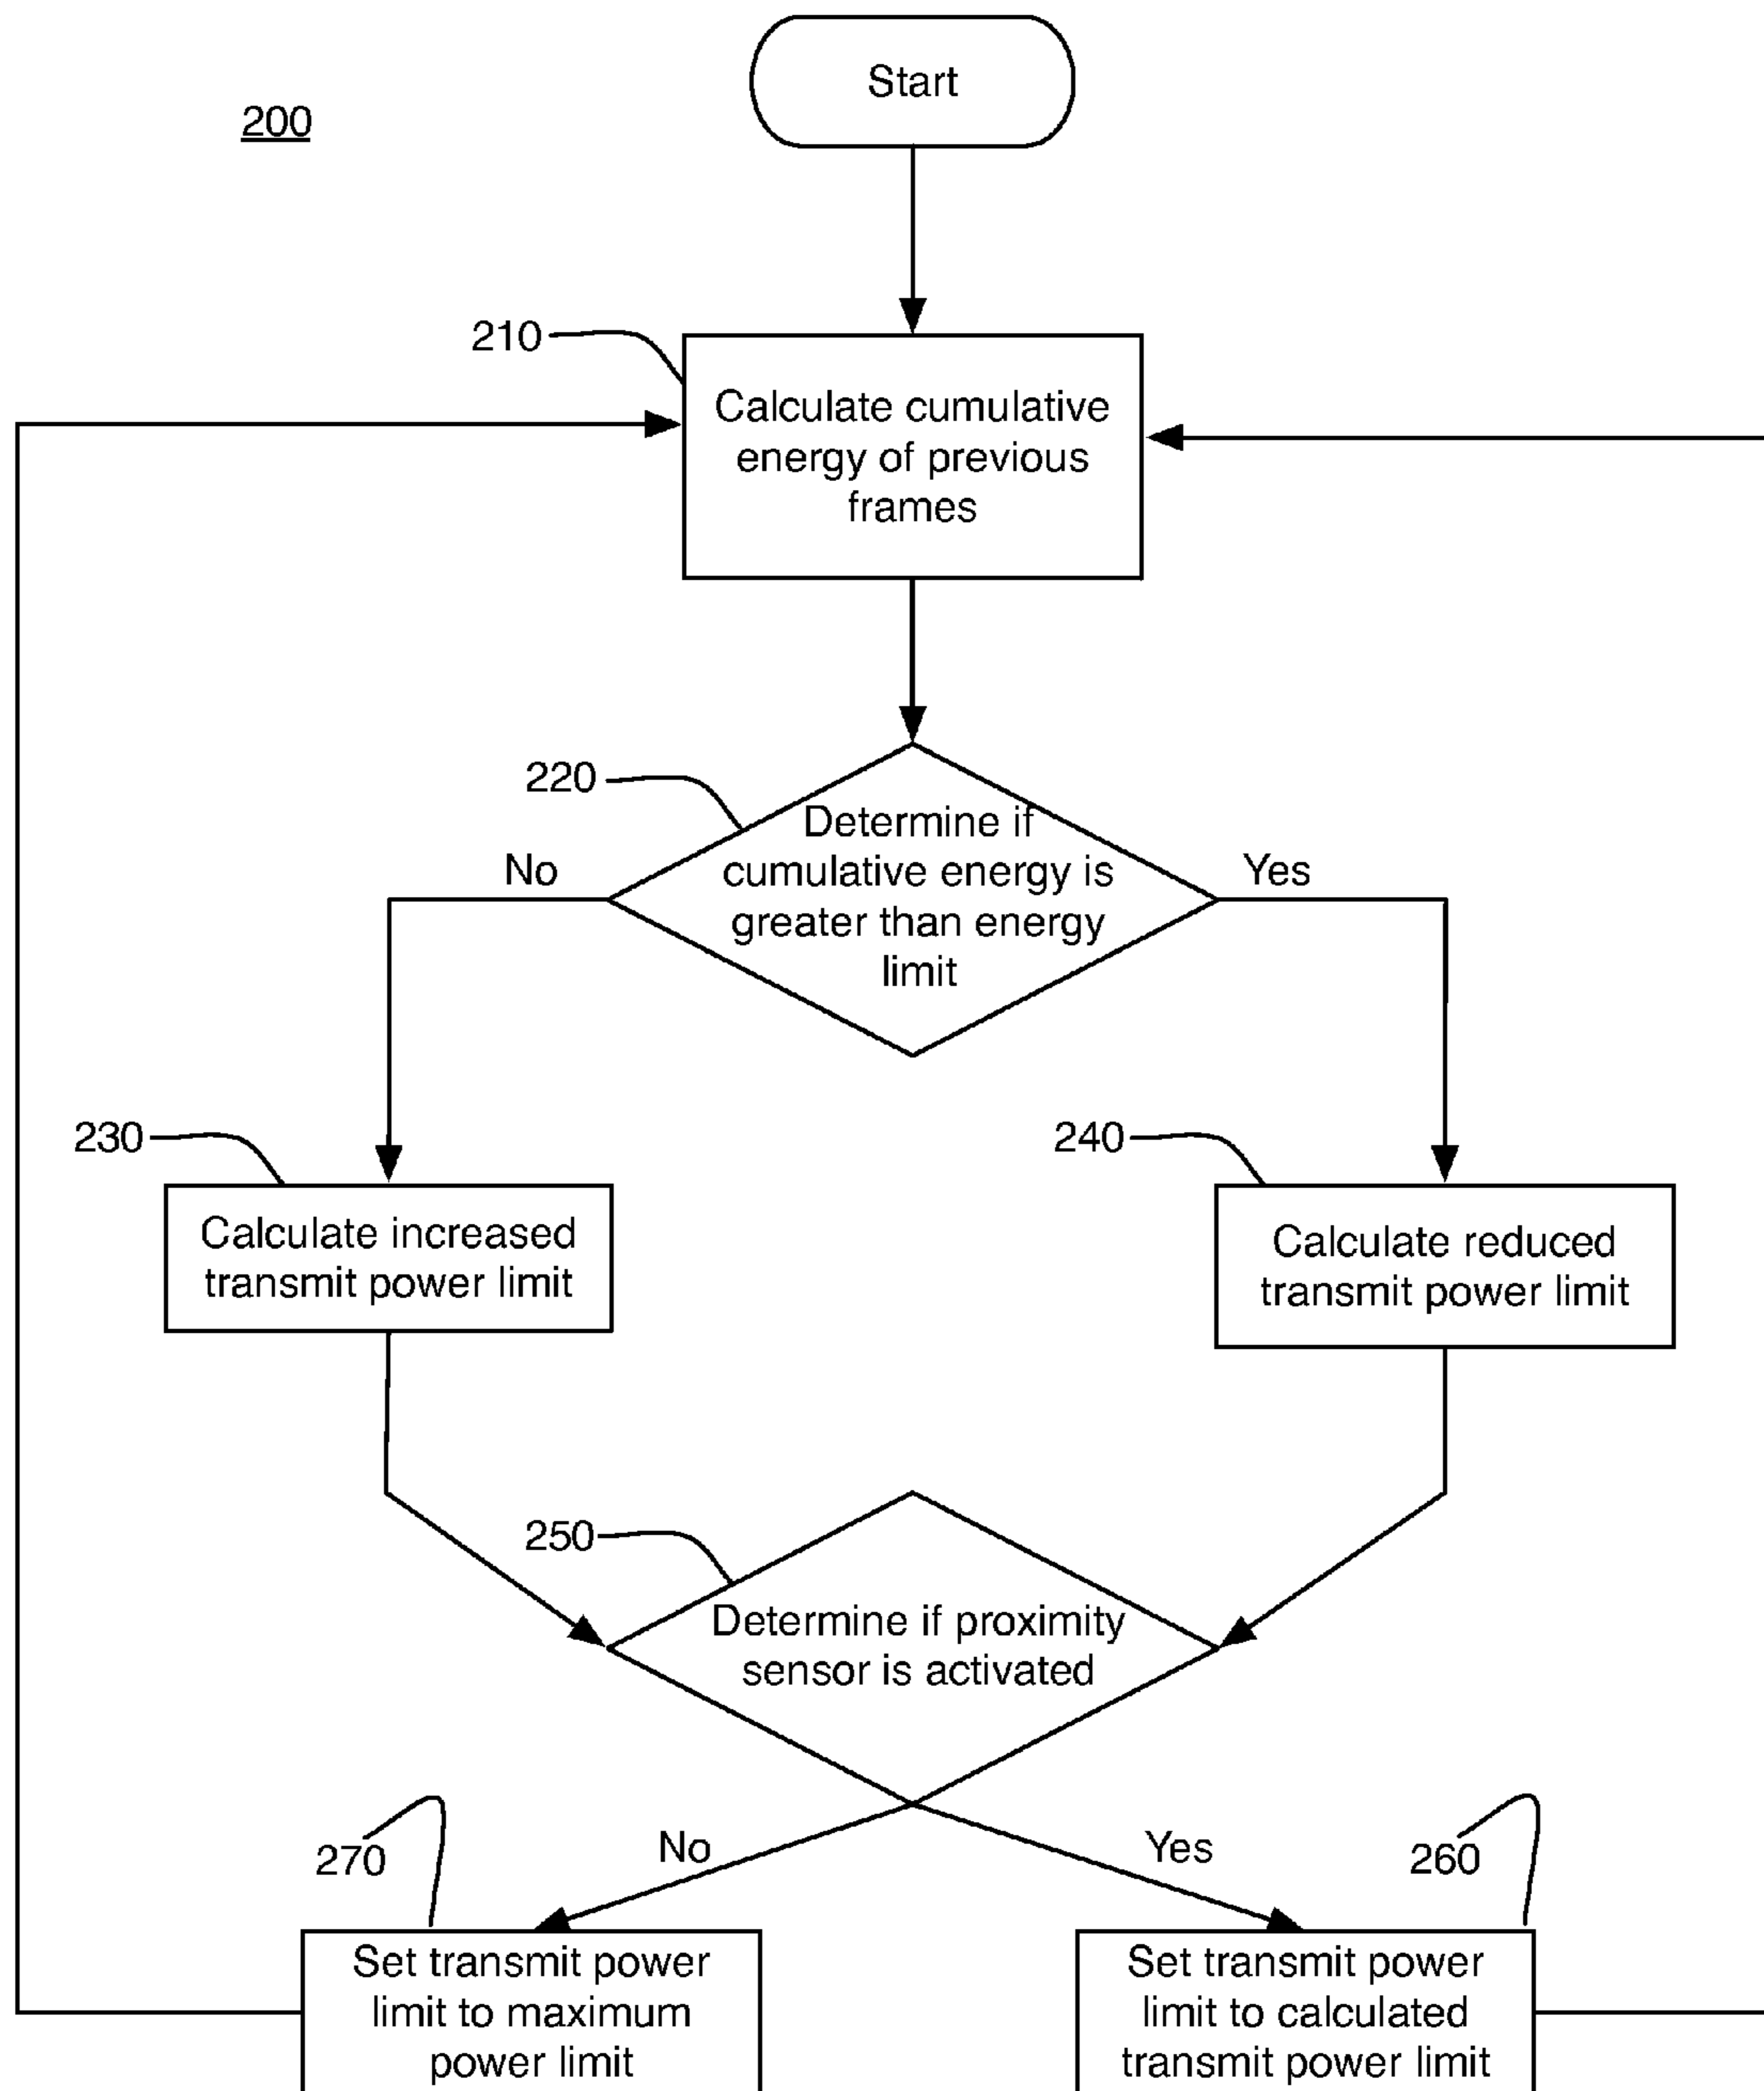 Start
200
210
Calculate cumulative
energy of previous
frames
220
Determine if
cumulative energy is
greater than energy
limit
No
Yes
230
240
Calculate increased
transmit power limit
Calculate reduced
transmit power limit
250
Determine if proximity
sensor is activated
No
Yes
270
260
Set transmit power
limit to maximum
power limit
Set transmit power
limit to calculated
transmit power limit